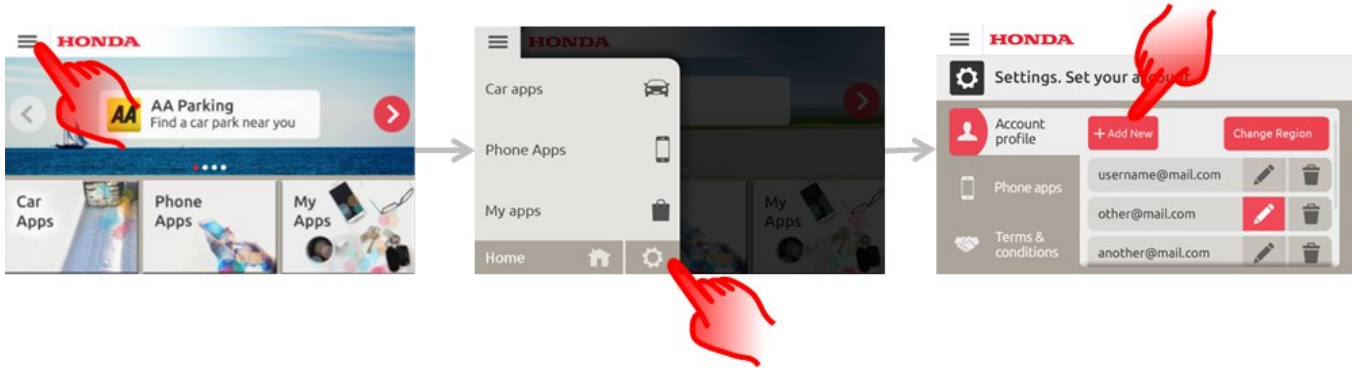 HONDA
AA
AA Parking
Find a car park near you
Car
Apps
Phone
Apps
My
Apps
HONDA
Car apps
Phone Apps
My apps
My
Apps
Home
HONDA
Settings. Set your account
Account
profile
+ Add New
Change Region
Phone apps
username@mail.com
other@mail.com
Terms &
conditions
another@mail.com